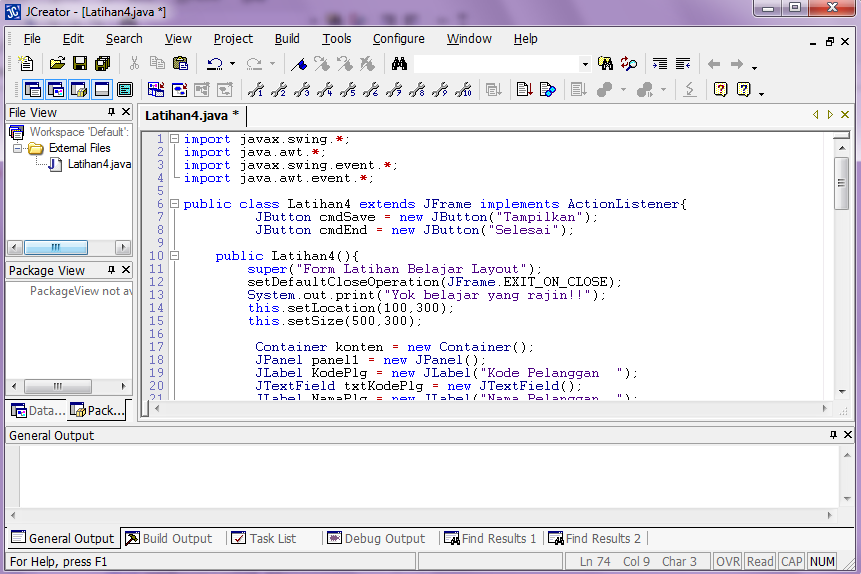 JCreator - [Latihan4.java *]
File Edit Search View Project Build Tools Configure Window Help
File View
Workspace 'Default':
External Files
Latihan4.java
Package View
PackageView not av
Data... Pack...
Latihan4.java *
1 import javax.swing.*;
2 import java.awt.*;
3 import javax.swing.event.*;
4 import java.awt.event.*;
5
6 public class Latihan4 extends JFrame implements ActionListener{
7 JButton cmdSave = new JButton("Tampilkan");
8 JButton cmdEnd = new JButton("Selesai");
9
10 public Latihan4(){
11 super("Form Latihan Belajar Layout");
12 setDefaultCloseOperation(JFrame.EXIT_ON_CLOSE);
13 System.out.print("Yok belajar yang rajin!!");
14 this.setLocation(100,300);
15 this.setSize(500,300);
16
17 Container konten = new Container();
18 JPanel panel1 = new JPanel();
19 JLabel KodePlg = new JLabel("Kode Pelanggan  ");
20 JTextField txtKodePlg = new JTextField();
21 JLabel NamaPlg = new JLabel("Nama Pelanggan  ");
General Output
General Output Build Output Task List Debug Output Find Results 1 Find Results 2
For Help, press F1 Ln 74 Col 9 Char 3 OVR Read CAP NUM